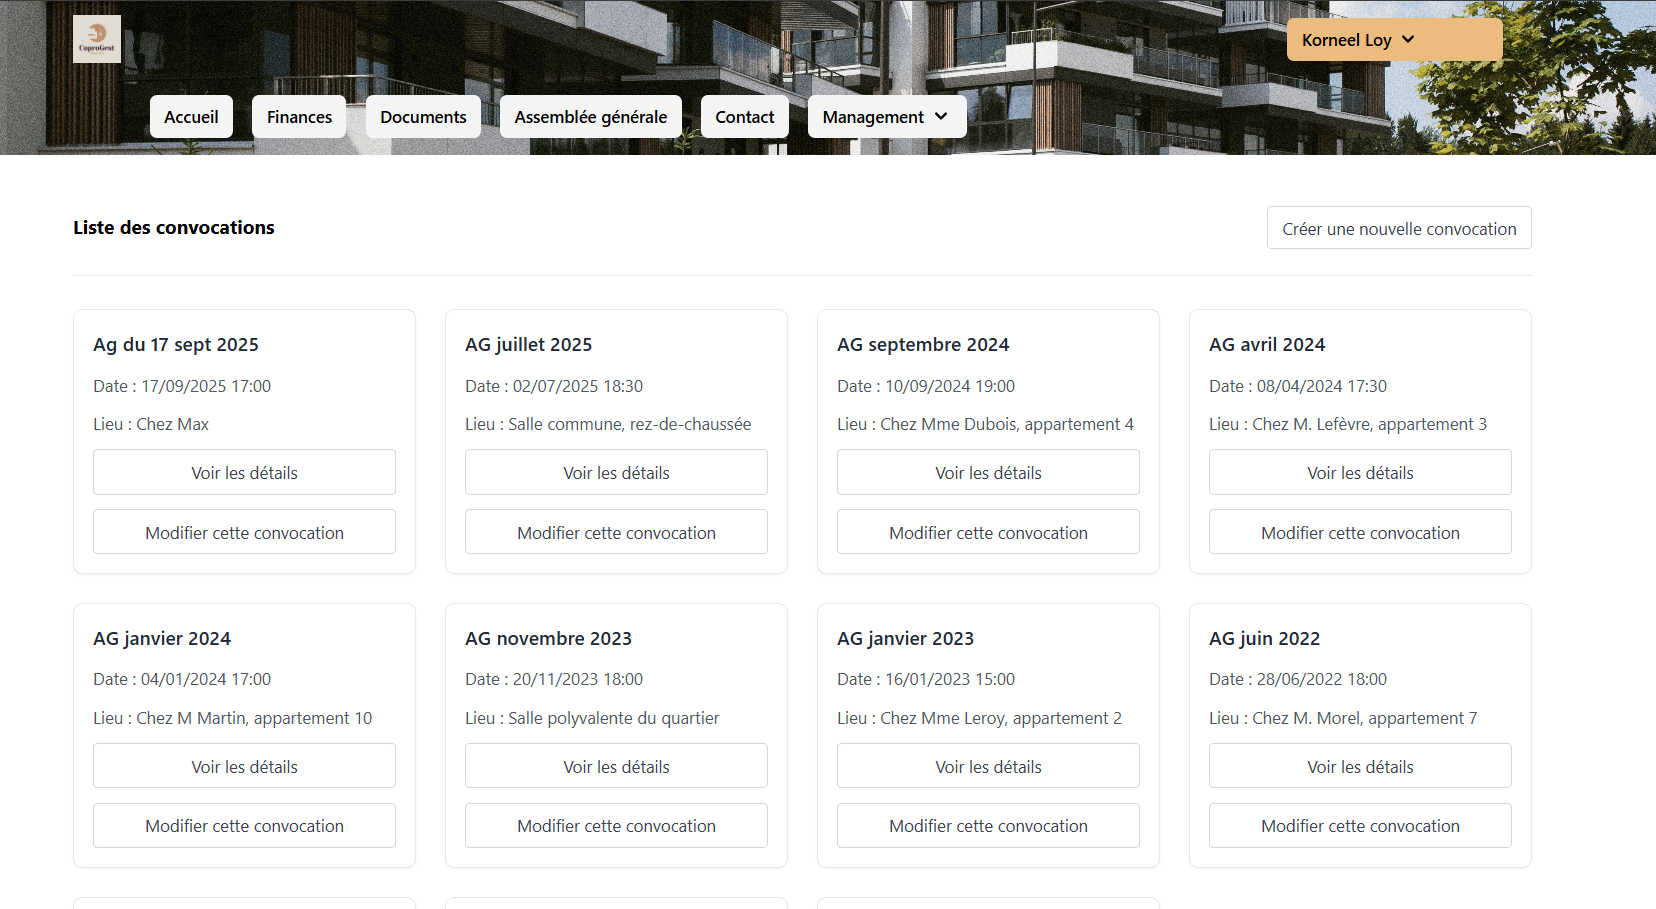 CoproGest
Korneel Loy
Accueil
Finances
Documents
Assemblée générale
Contact
Management
Liste des convocations
Créer une nouvelle convocation
Ag du 17 sept 2025
Date : 17/09/2025 17:00
Lieu : Chez Max
Voir les détails
Modifier cette convocation
AG juillet 2025
Date : 02/07/2025 18:30
Lieu : Salle commune, rez-de-chaussée
Voir les détails
Modifier cette convocation
AG septembre 2024
Date : 10/09/2024 19:00
Lieu : Chez Mme Dubois, appartement 4
Voir les détails
Modifier cette convocation
AG avril 2024
Date : 08/04/2024 17:30
Lieu : Chez M. Lefèvre, appartement 3
Voir les détails
Modifier cette convocation
AG janvier 2024
Date : 04/01/2024 17:00
Lieu : Chez M Martin, appartement 10
Voir les détails
Modifier cette convocation
AG novembre 2023
Date : 20/11/2023 18:00
Lieu : Salle polyvalente du quartier
Voir les détails
Modifier cette convocation
AG janvier 2023
Date : 16/01/2023 15:00
Lieu : Chez Mme Leroy, appartement 2
Voir les détails
Modifier cette convocation
AG juin 2022
Date : 28/06/2022 18:00
Lieu : Chez M. Morel, appartement 7
Voir les détails
Modifier cette convocation